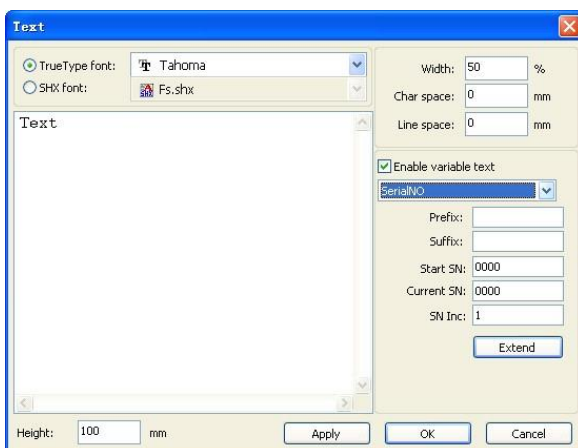 Text
TrueType font: Tahoma
SHX font: Fs.shx
Width: 50 %
Char space: 0 mm
Line space: 0 mm
Text
Enable variable text
SerialNO
Prefix:
Suffix:
Start SN: 0000
Current SN: 0000
SN Inc: 1
Extend
Height: 100 mm
Apply
OK
Cancel